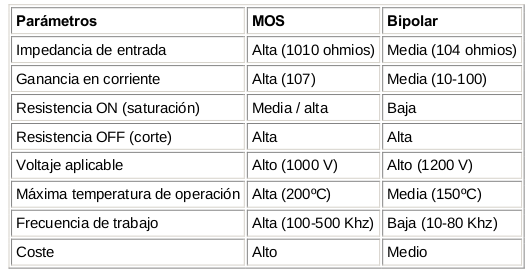 Parámetros MOS Bipolar
Impedancia de entrada Alta (1010 ohmios) Media (104 ohmios)
Ganancia en corriente Alta (107) Media (10-100)
Resistencia ON (saturación) Media / alta Baja
Resistencia OFF (corte) Alta Alta
Voltaje aplicable Alto (1000 V) Alto (1200 V)
Máxima temperatura de operación Alta (200ºC) Media (150ºC)
Frecuencia de trabajo Alta (100-500 Khz) Baja (10-80 Khz)
Coste Alto Medio